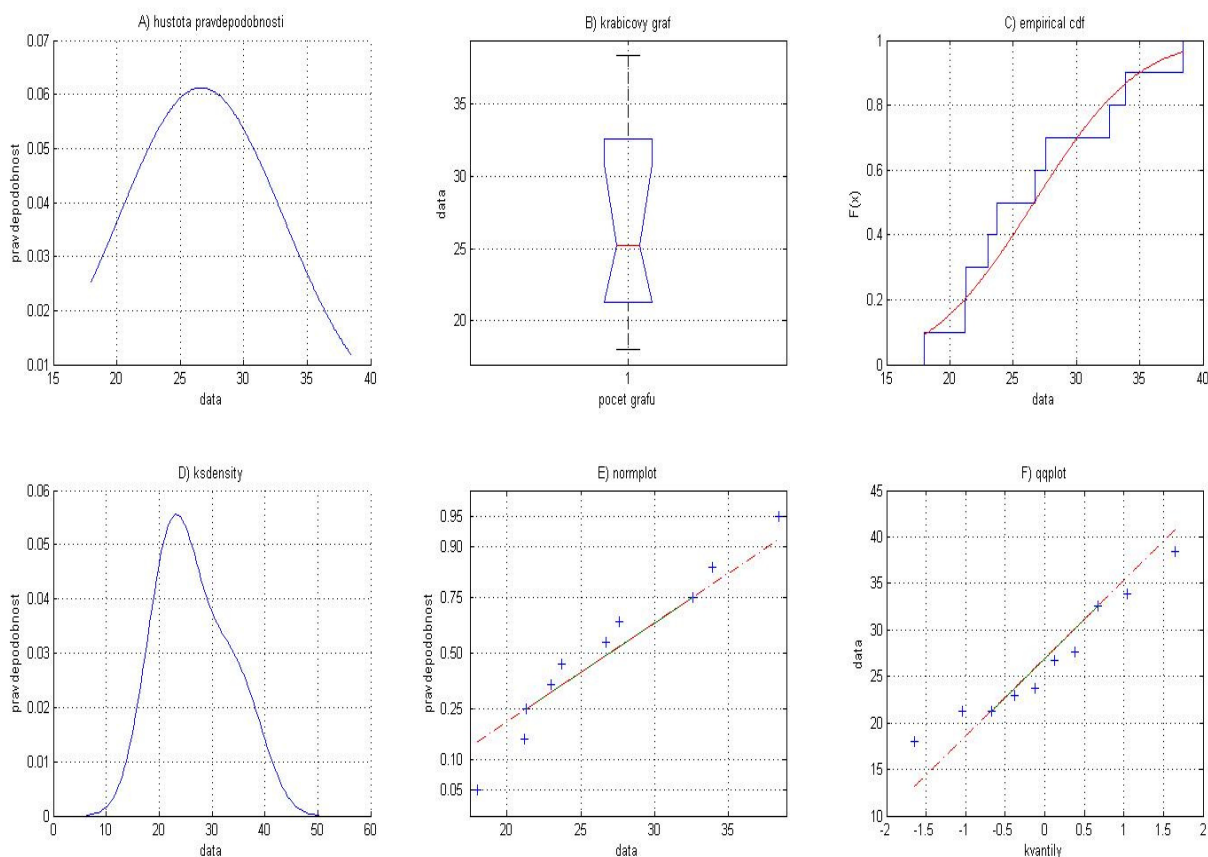 A) hustota pravdepodobnosti
0.07
0.06
0.05
0.04
0.03
0.02
0.01
15 20 25 30 35 40
prav depodobnost
data
B) krabicovy graf
35
30
25
20
1
data
pocet grafu
C) empirical cdf
1
0.8
0.6
0.4
0.2
0
15 20 25 30 35 40
F(x)
data
D) ksdensity
0.06
0.05
0.04
0.03
0.02
0.01
0
0 10 20 30 40 50 60
prav depodobnost
data
E) normplot
0.95
0.90
0.75
0.50
0.25
0.10
0.05
20 25 30 35
prav depodobnost
data
F) qqplot
45
40
35
30
25
20
15
10
-2 -1.5 -1 -0.5 0 0.5 1 1.5 2
data
kvantily